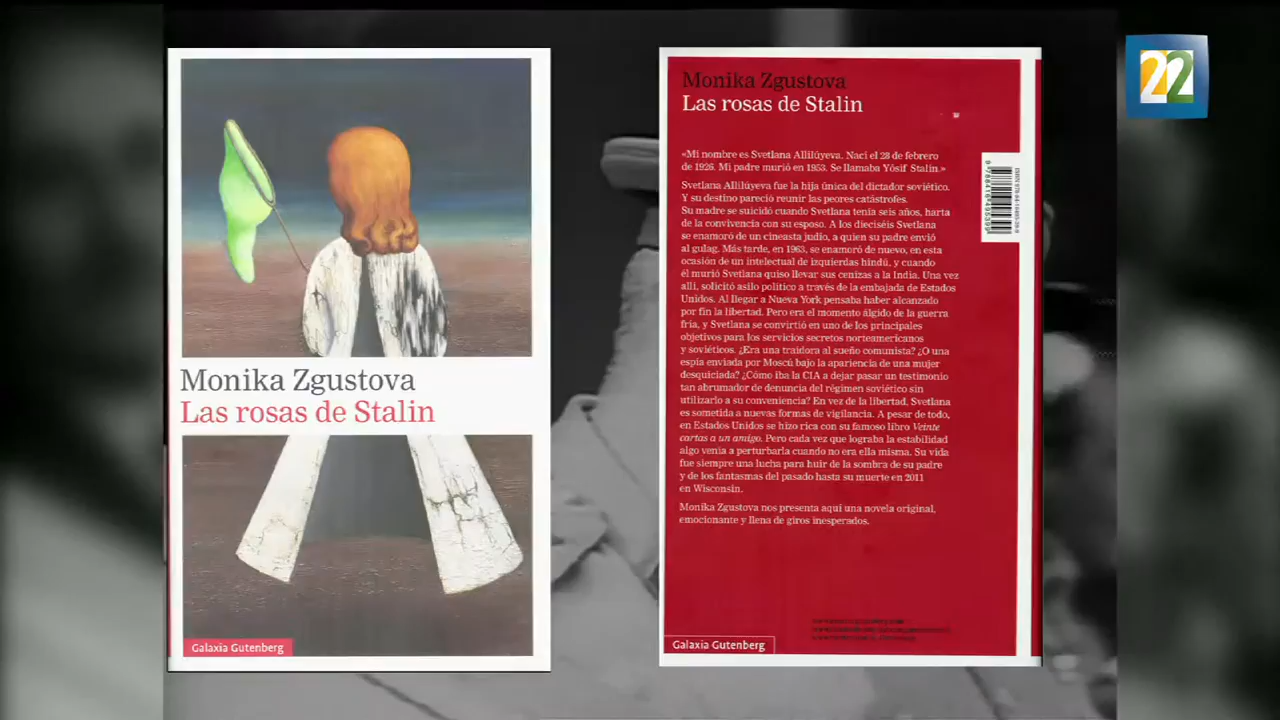 Monika Zgustova
Las rosas de Stalin
Galaxia Gutenberg
Monika Zgustova
Las rosas de Stalin
«Mi nombre es Svetlana Allilúyeva. Nací el 28 de febrero
de 1926. Mi padre murió en 1953. Se llamaba Yósif Stalin.»
Svetlana Allilúyeva fue la hija única del dictador soviético.
Y su destino pareció reunir las peores catástrofes.
Su madre se suicidó cuando Svetlana tenía seis años, harta
de la convivencia con su esposo. A los dieciséis Svetlana
se enamoró de un cineasta judío, a quien su padre envió
al gulag. Más tarde, en 1963, se enamoró de nuevo, en esta
ocasión de un intelectual de izquierdas hindú, y cuando
él murió Svetlana quiso llevar sus cenizas a la India. Una vez
allí, solicitó asilo político a través de la embajada de Estados
Unidos. Al llegar a Nueva York pensaba haber alcanzado
por fin la libertad. Pero era el momento álgido de la guerra
fría, y Svetlana se convirtió en uno de los principales
objetivos para los servicios secretos norteamericanos
y soviéticos. ¿Era una traidora al sueño comunista? ¿O una
espía enviada por Moscú bajo la apariencia de una mujer
desquiciada? ¿Cómo iba la CIA a dejar pasar un testimonio
tan abrumador de denuncia del régimen soviético sin
utilizarlo a su conveniencia? En vez de la libertad, Svetlana
es sometida a nuevas formas de vigilancia. A pesar de todo,
en Estados Unidos se hizo rica con su famoso libro Veinte
cartas a un amigo. Pero cada vez que lograba la estabilidad
algo venía a perturbarla cuando no era ella misma. Su vida
fue siempre una lucha para huir de la sombra de su padre
y de los fantasmas del pasado hasta su muerte en 2011
en Wisconsin.
Monika Zgustova nos presenta aquí una novela original,
emocionante y llena de giros inesperados.
Galaxia Gutenberg
22